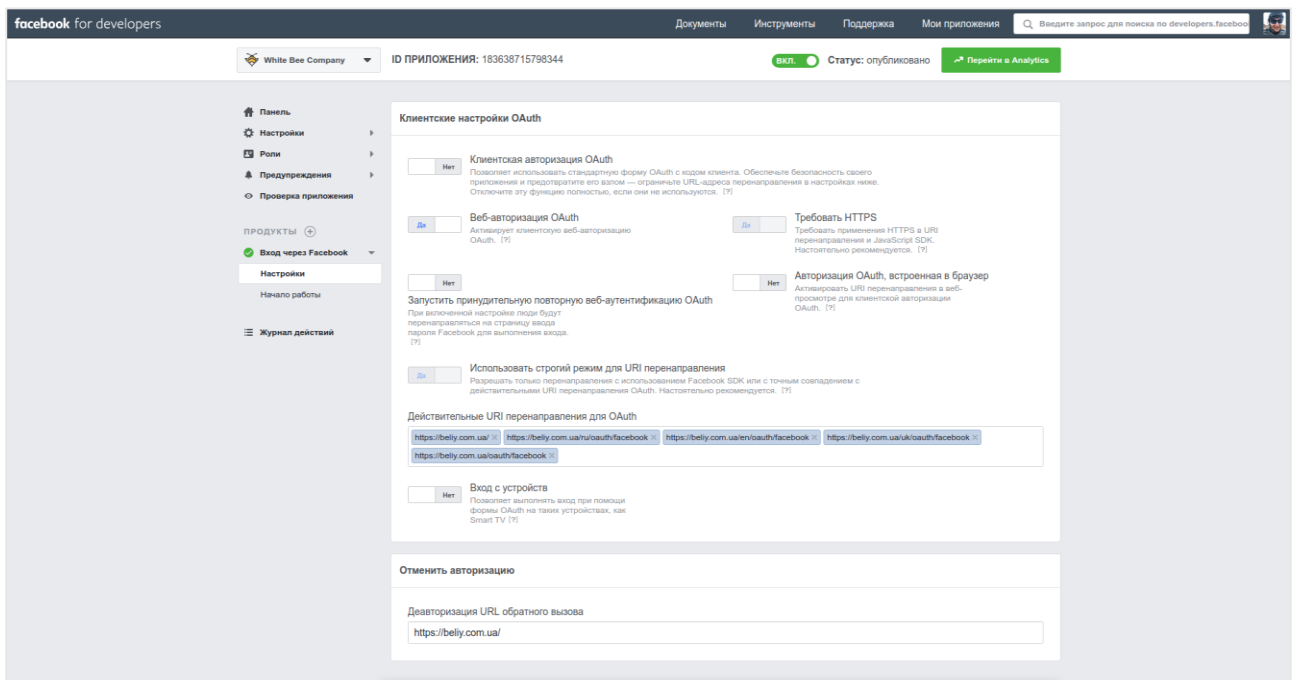 facebook for developers
Документы Инструменты Поддержка Мои приложения Введите запрос для поиска по developers.faceboo
White Bee Company ID ПРИЛОЖЕНИЯ: 183638715798344 ВКЛ. Статус: опубликовано Перейти в Analytics
Панель
Настройки
Роли
Предупреждения
Проверка приложения
ПРОДУКТЫ
Вход через Facebook
Настройки
Начало работы
Журнал действий
Клиентские настройки OAuth
Нет
Клиентская авторизация OAuth
Позволяет использовать стандартную форму OAuth с кодом клиента. Обеспечьте безопасность своего
приложения и предотвратите его взлом — ограничьте URL-адреса перенаправления в настройках ниже.
Отключите эту функцию полностью, если они не используются. [?]
Да
Веб-авторизация OAuth
Активирует клиентскую веб-авторизацию
OAuth. [?]
Да
Требовать HTTPS
Требовать применения HTTPS в URI
перенаправления и JavaScript SDK.
Настоятельно рекомендуется. [?]
Нет
Запустить принудительную повторную веб-аутентификацию OAuth
При включенной настройке люди будут
перенаправляться на страницу ввода
пароля Facebook для выполнения входа.
[?]
Нет
Авторизация OAuth, встроенная в браузер
Активировать URI перенаправления в веб-
просмотре для клиентской авторизации
OAuth. [?]
Да
Использовать строгий режим для URI перенаправления
Разрешать только перенаправления с использованием Facebook SDK или с точным совпадением с
действительными URI перенаправления OAuth. Настоятельно рекомендуется. [?]
Действительные URI перенаправления для OAuth
https://beliy.com.ua/ https://beliy.com.ua/ru/oauth/facebook https://beliy.com.ua/en/oauth/facebook https://beliy.com.ua/uk/oauth/facebook
https://beliy.com.ua/oauth/facebook
Нет
Вход с устройств
Позволяет выполнять вход при помощи
формы OAuth на таких устройствах, как
Smart TV [?]
Отменить авторизацию
Деавторизация URL обратного вызова
https://beliy.com.ua/